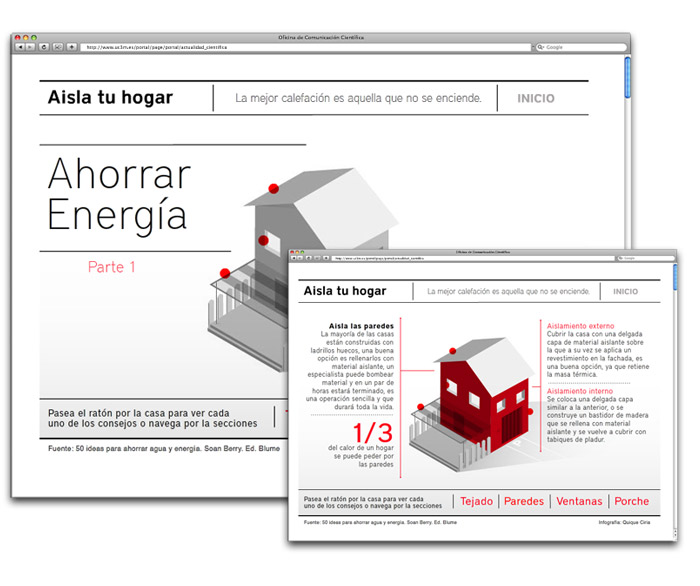 Oficina de Comunicación Científica
http://www.uc3m.es/portal/page/portal/actualidad_cientifica
Google
Aisla tu hogar
La mejor calefación es aquella que no se enciende.
INICIO
Ahorrar
Energía
Parte 1
Pasea el ratón por la casa para ver cada
uno de los consejos o navega por la secciones
Fuente: 50 ideas para ahorrar agua y energía. Soan Berry. Ed. Blume
Oficina de Comunicación Científica
http://www.uc3m.es/portal/page/portal/actualidad_cientifica
Google
Aisla tu hogar
La mejor calefación es aquella que no se enciende.
INICIO
Aisla las paredes
La mayoría de las casas
están construidas con
ladrillos huecos, una buena
opción es rellenarlos con
material aislante, un
especialista puede bombear
material y en un par de
horas estará terminado, es
una operación sencilla y que
durará toda la vida.
1/3
del calor de un hogar
se puede peder por
las paredes
Aislamiento externo
Cubrir la casa con una delgada
capa de material aislante sobre
la que a su vez se aplica un
revestimiento en la fachada, es
una buena opción, ya que retiene
la masa térmica.
Aislamiento interno
Se coloca una delgada capa
similar a la anterior, o se
construye un bastidor de madera
que se rellena con material
aislante y se vuelve a cubrir con
tabiques de pladur.
Pasea el ratón por la casa para ver cada
uno de los consejos o navega por la secciones
Tejado
Paredes
Ventanas
Porche
Fuente: 50 ideas para ahorrar agua y energía. Soan Berry. Ed. Blume
Infografía: Quique Ciria